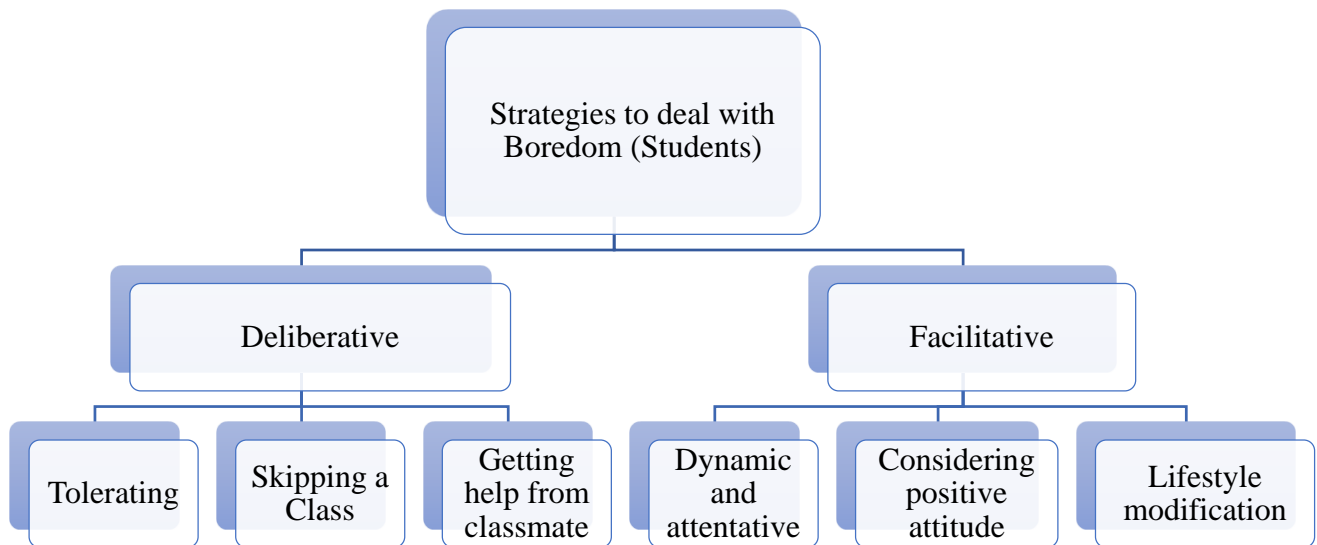 Strategies to deal with
Boredom (Students)
Deliberative
Facilitative
Tolerating
Skipping a
Class
Getting
help from
classmate
Dynamic
and
attentative
Considering
positive
attitude
Lifestyle
modification